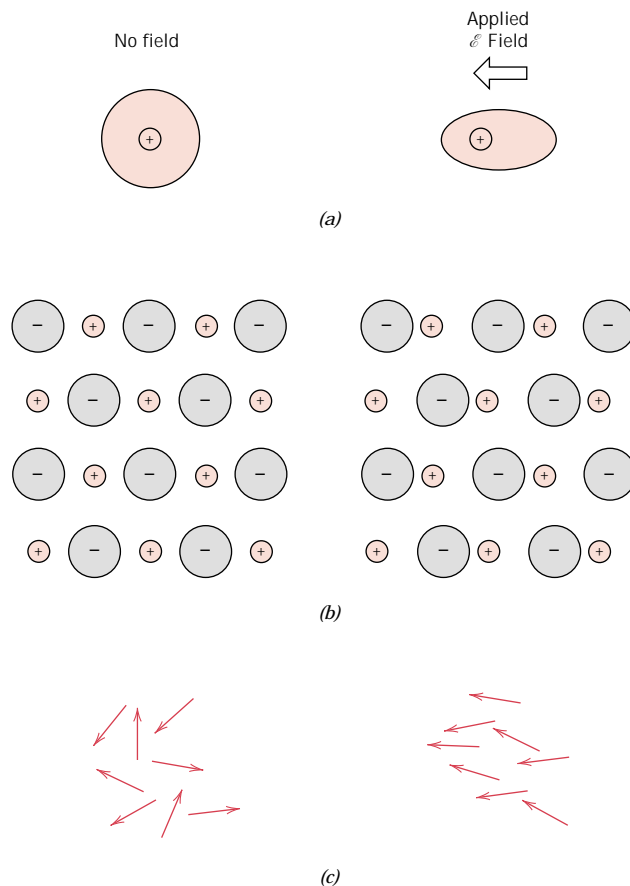 No field
Applied
ℰ Field
+
+
(a)
− + − + − − + − + −
+ − + − + + − + − +
− + − + − − + − + −
+ − + − + + − + − +
(b)
(c)